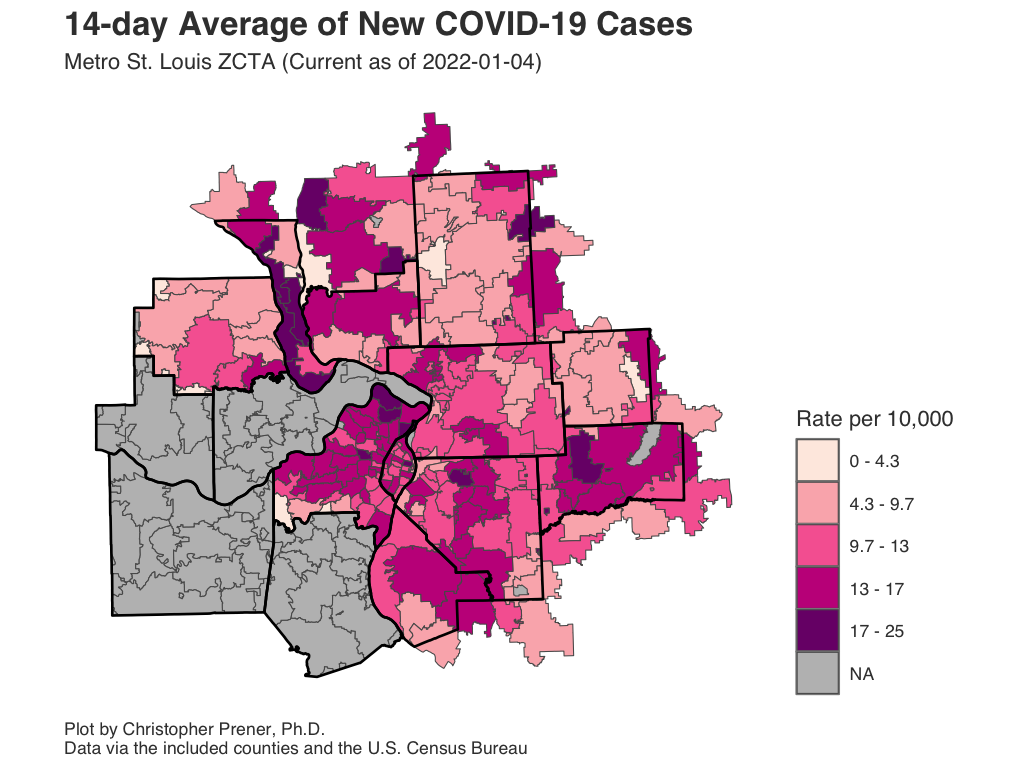 14-day Average of New COVID-19 Cases
Metro St. Louis ZCTA (Current as of 2022-01-04)
Rate per 10,000
0 - 4.3
4.3 - 9.7
9.7 - 13
13 - 17
17 - 25
NA
Plot by Christopher Prener, Ph.D.
Data via the included counties and the U.S. Census Bureau